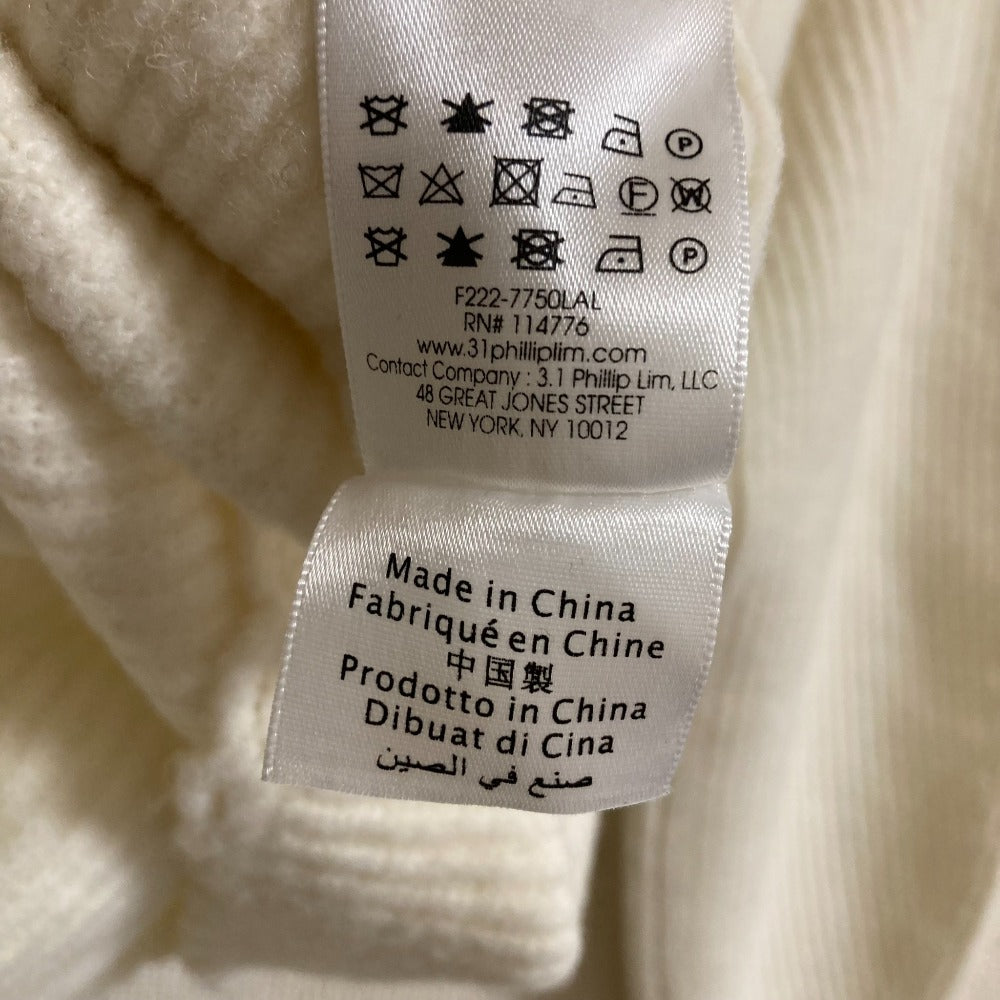 P
F W
P
F222-7750LAL
RN# 114776
www.31philliplim.com
Contact Company : 3.1 Phillip Lim, LLC
48 GREAT JONES STREET
NEW YORK, NY 10012
Made in China
Fabriqué en Chine
中国製
Prodotto in China
Dibuat di Cina
صنع في الصين